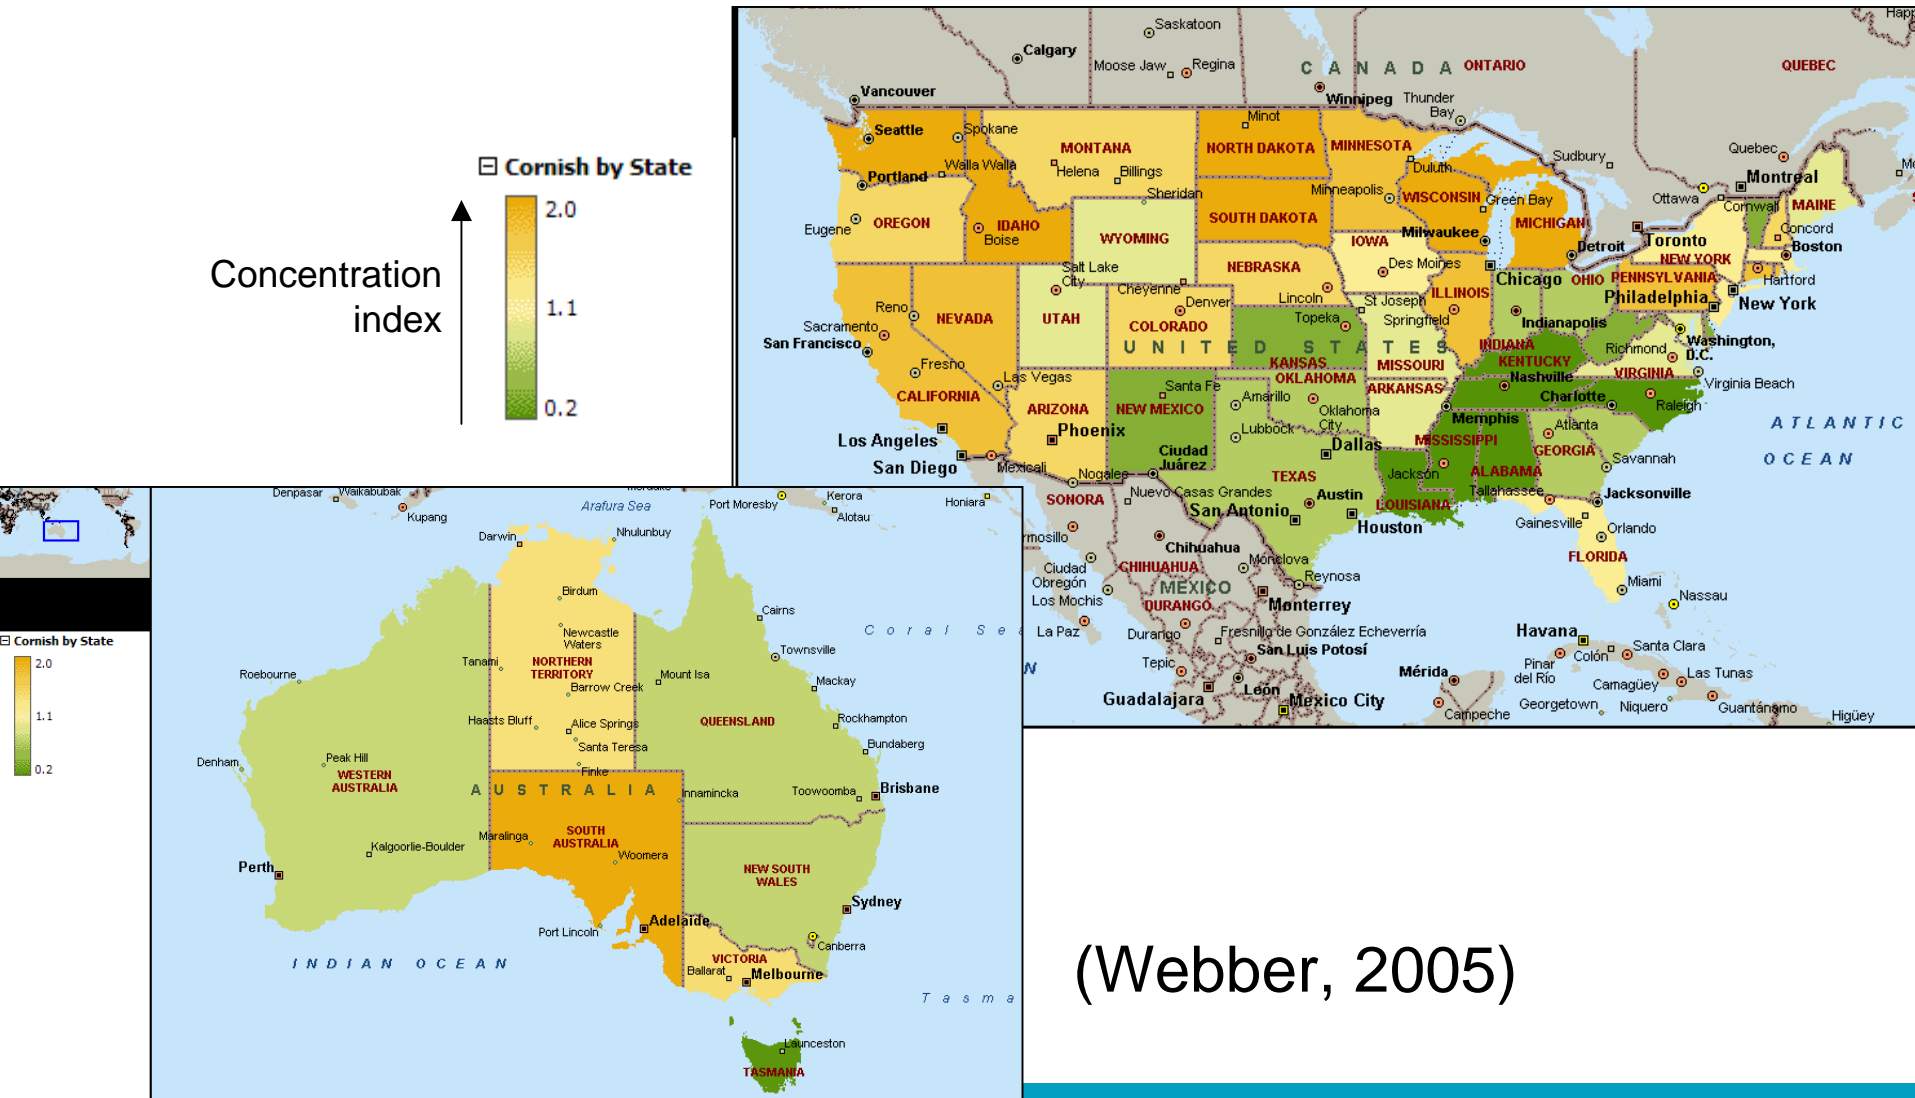 Cornish by State
2.0
1.1
0.2
Concentration
index
Saskatoon
Calgary
Moose Jaw
Regina
CANADA
ONTARIO
QUEBEC
Vancouver
Winnipeg
Thunder
Bay
Seattle
Spokane
Minot
MONTANA
NORTH DAKOTA
MINNESOTA
Sudbury
Quebec
Walla Walla
Helena
Billings
Duluth
Montreal
Portland
Sheridan
Minneapolis
WISCONSIN
Green Bay
Ottawa
Cornwall
MAINE
OREGON
IDAHO
SOUTH DAKOTA
MICHIGAN
Eugene
Boise
WYOMING
IOWA
Milwaukee
Detroit
Toronto
Concord
Boston
NEW YORK
Salt Lake
City
NEBRASKA
Des Moines
Chicago
OHIO
PENNSYLVANIA
Hartford
Cheyenne
Denver
Lincoln
St Joseph
ILLINOIS
Philadelphia
New York
Reno
NEVADA
UTAH
COLORADO
Topeka
Springfield
Indianapolis
Sacramento
San Francisco
UNITED STATES
INDIANA
Richmond
Washington,
D.C.
KANSAS
MISSOURI
KENTUCKY
Fresno
Las Vegas
OKLAHOMA
Nashville
VIRGINIA
Virginia Beach
CALIFORNIA
ARIZONA
Santa Fe
NEW MEXICO
Amarillo
Oklahoma
City
ARKANSAS
Memphis
Charlotte
Raleigh
Los Angeles
Phoenix
Lubbock
Dallas
MISSISSIPPI
Atlanta
GEORGIA
ATLANTIC
OCEAN
San Diego
Mexicali
Nogales
Ciudad
Juárez
TEXAS
Jackson
ALABAMA
Savannah
SONORA
Nuevo Casas Grandes
Austin
San Antonio
LOUISIANA
Tallahassee
Jacksonville
Houston
Gainesville
Orlando
rmosillo
Chihuahua
Monclova
FLORIDA
Ciudad
Obregón
CHIHUAHUA
MEXICO
Reynosa
Miami
Nassau
Los Mochis
DURANGO
Monterrey
La Paz
Durango
Fresnillo de González Echeverría
Havana
Santa Clara
San Luis Potosí
Tepic
León
Mérida
Pinar
del Río
Colón
Las Tunas
Camagüey
Guadalajara
Mexico City
Campeche
Georgetown
Niquero
Guantánamo
Higüey
N
Cornish by State
2.0
1.1
0.2
Denpasar
Waikabubak
Kupang
Arafura Sea
Port Moresby
Kerora
Alotau
Honiara
Darwin
Nhulunbuy
Birdum
Cairns
Coral Se
Newcastle
Waters
Townsville
Tanami
NORTHERN
TERRITORY
Roebourne
Mount Isa
Mackay
Barrow Creek
Haasts Bluff
Alice Springs
QUEENSLAND
Rockhampton
Santa Teresa
Bundaberg
Denham
Peak Hill
Finke
WESTERN
AUSTRALIA
AUSTRALIA
Innamincka
Toowoomba
Brisbane
Maralinga
SOUTH
AUSTRALIA
Kalgoorlie-Boulder
Woomera
Perth
NEW SOUTH
WALES
Sydney
Adelaide
Port Lincoln
Canberra
INDIAN OCEAN
VICTORIA
Ballarat
Melbourne
Tasma
Launceston
TASMANIA
(Webber, 2005)